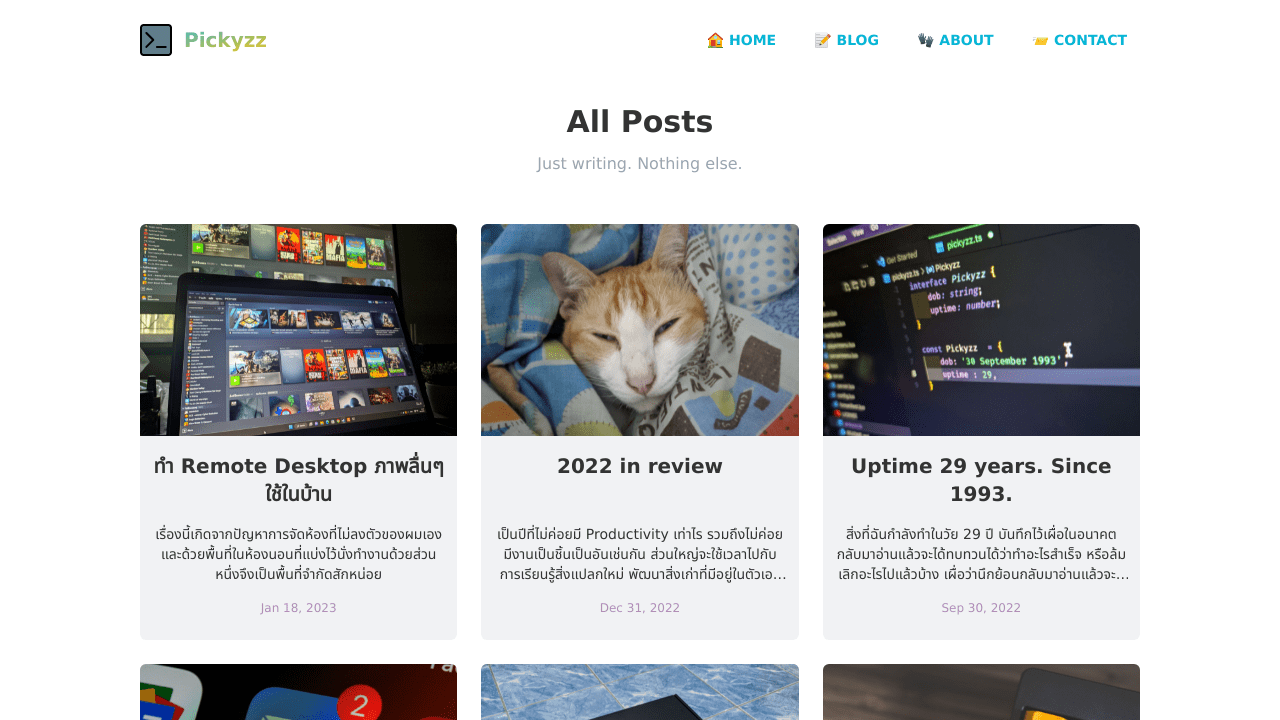 Pickyzz
🏠 HOME
📝 BLOG
🧤 ABOUT
📨 CONTACT
All Posts
Just writing. Nothing else.
pickyzz.ts
Get Started
interface Pickyzz {
dob: string;
uptime: number;
}
const Pickyzz = {
dob: '30 September 1993',
uptime : 29,
}
ทำ Remote Desktop ภาพลื่นๆ
ใช้ในบ้าน
เรื่องนี้เกิดจากปัญหาการจัดห้องที่ไม่ลงตัวของผมเอง
และด้วยพื้นที่ในห้องนอนที่แบ่งไว้นั่งทำงานด้วยส่วน
หนึ่งจึงเป็นพื้นที่จำกัดสักหน่อย
Jan 18, 2023
2022 in review
เป็นปีที่ไม่ค่อยมี Productivity เท่าไร รวมถึงไม่ค่อย
มีงานเป็นชิ้นเป็นอันเช่นกัน ส่วนใหญ่จะใช้เวลาไปกับ
การเรียนรู้สิ่งแปลกใหม่ พัฒนาสิ่งเก่าที่มีอยู่ในตัวเอ...
Dec 31, 2022
Uptime 29 years. Since
1993.
สิ่งที่ฉันกำลังทำในวัย 29 ปี บันทึกไว้เผื่อในอนาคต
กลับมาอ่านแล้วจะได้ทบทวนได้ว่าทำอะไรสำเร็จ หรือล้ม
เลิกอะไรไปแล้วบ้าง เผื่อว่านึกย้อนกลับมาอ่านแล้วจะ...
Sep 30, 2022
2